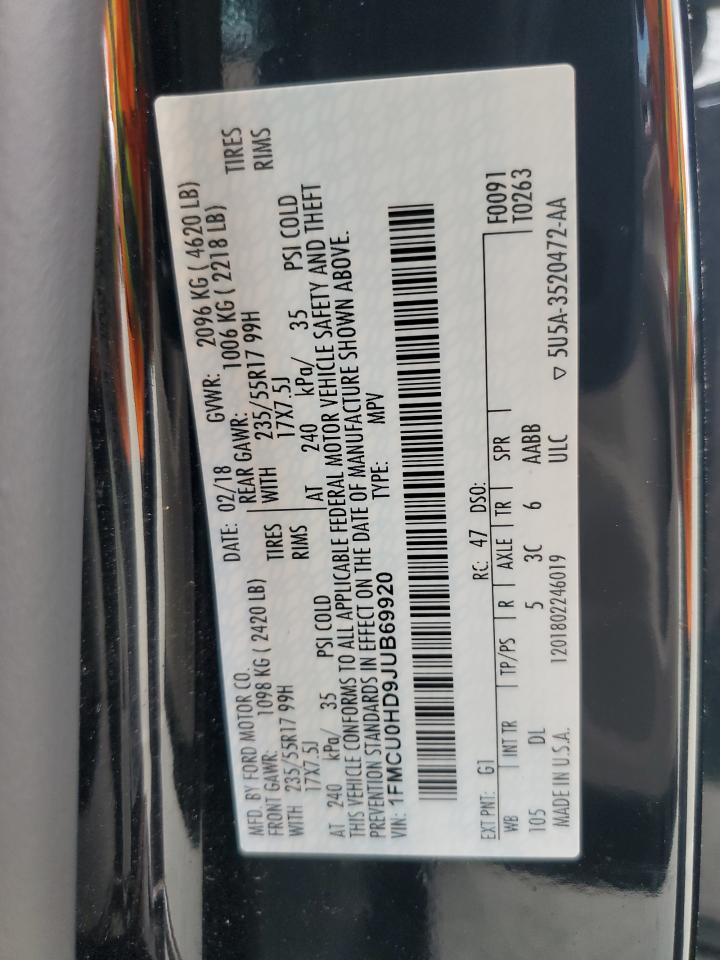 MFD. BY FORD MOTOR CO.
DATE: 02/18 GVWR: 2096 KG ( 4620 LB)
FRONT GAWR: 1098 KG ( 2420 LB) REAR GAWR: 1006 KG ( 2218 LB)
WITH 235/55R17 99H TIRES WITH 235/55R17 99H TIRES
17X7.5J RIMS 17X7.5J RIMS
AT 240 kPa/ 35 PSI COLD AT 240 kPa/ 35 PSI COLD
THIS VEHICLE CONFORMS TO ALL APPLICABLE FEDERAL MOTOR VEHICLE SAFETY AND THEFT
PREVENTION STANDARDS IN EFFECT ON THE DATE OF MANUFACTURE SHOWN ABOVE.
VIN: 1FMCU0HD9JUB69920 TYPE: MPV
EXT PNT: G1 RC: 47 DSO: F0091
WB INT TR TP/PS R AXLE TR SPR T0263
105 DL 5 3C 6 AABB
MADE IN U.S.A. 1201802246019 ULC ▽ 5U5A-3520472-AA